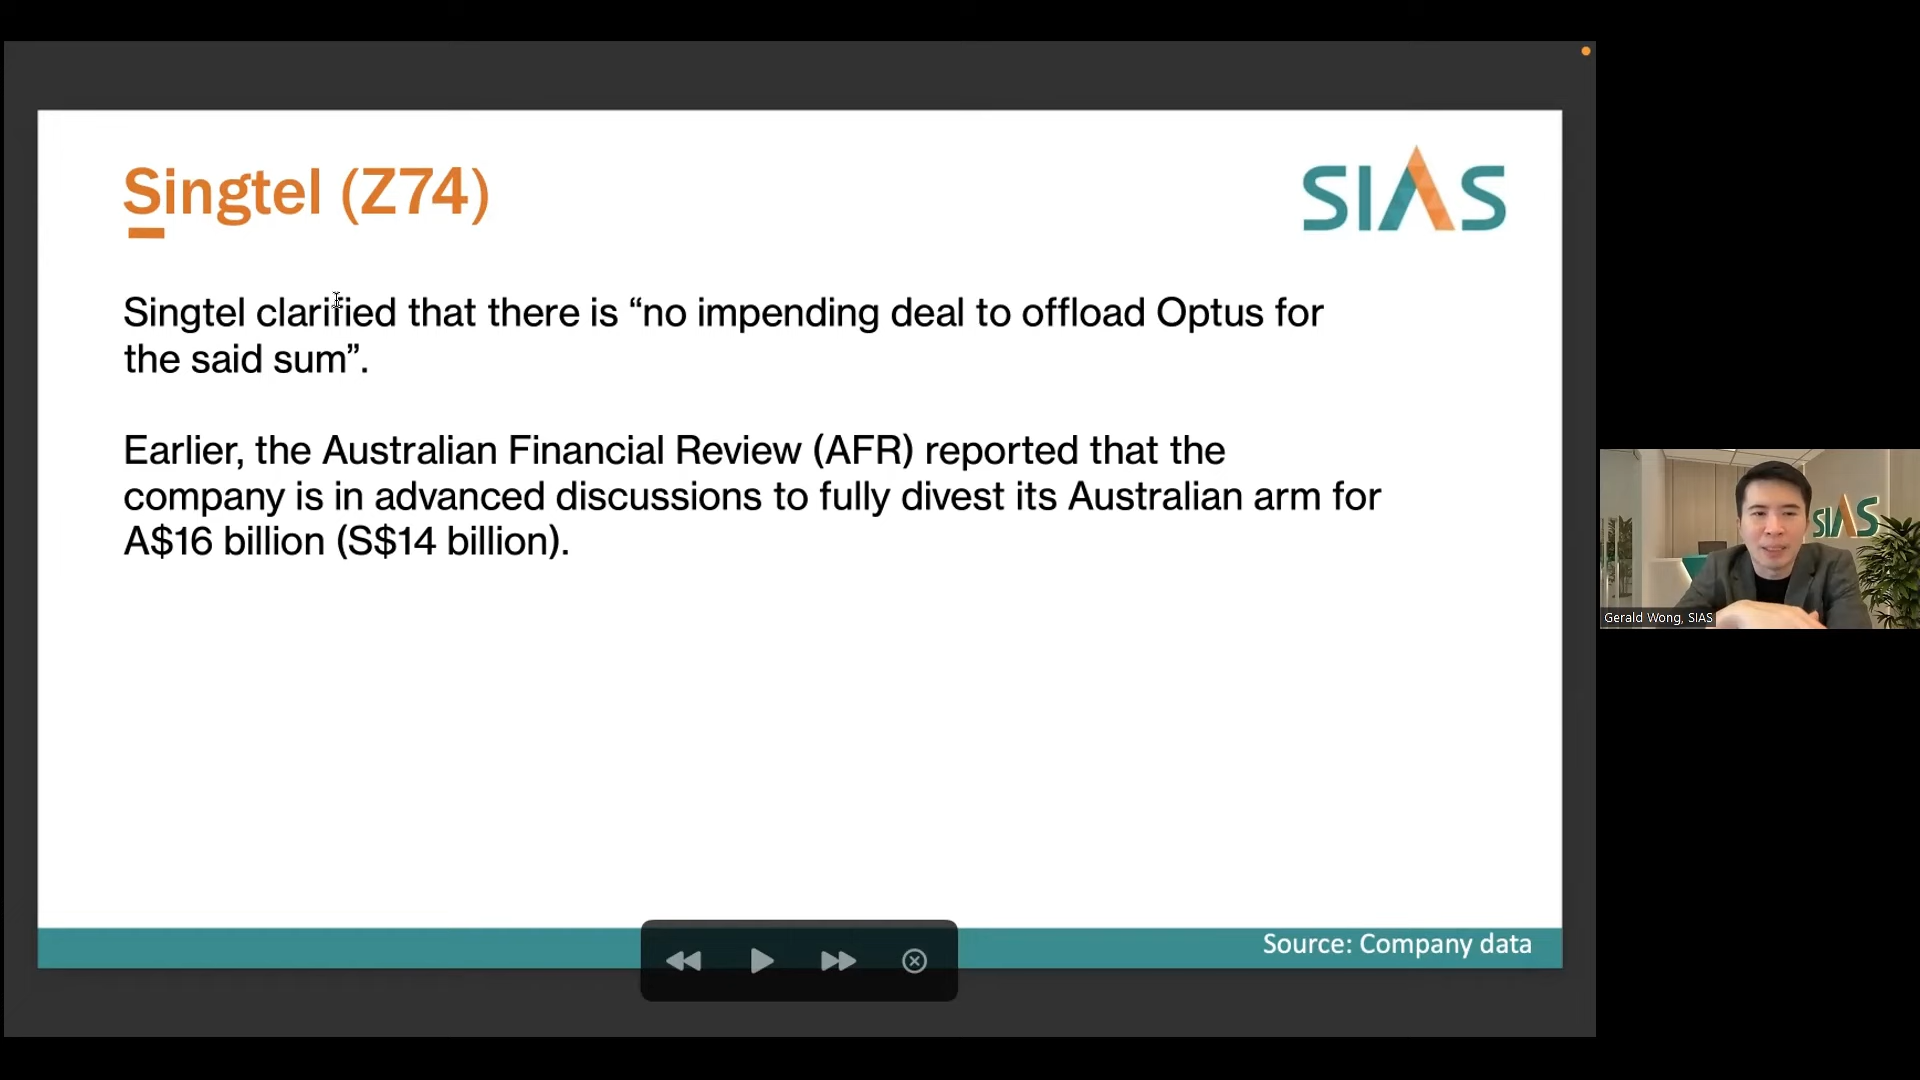 Singtel (Z74)
SIAS
Singtel clarified that there is “no impending deal to offload Optus for
the said sum”.
Earlier, the Australian Financial Review (AFR) reported that the
company is in advanced discussions to fully divest its Australian arm for
A$16 billion (S$14 billion).
SIAS
Gerald Wong, SIAS
Source: Company data